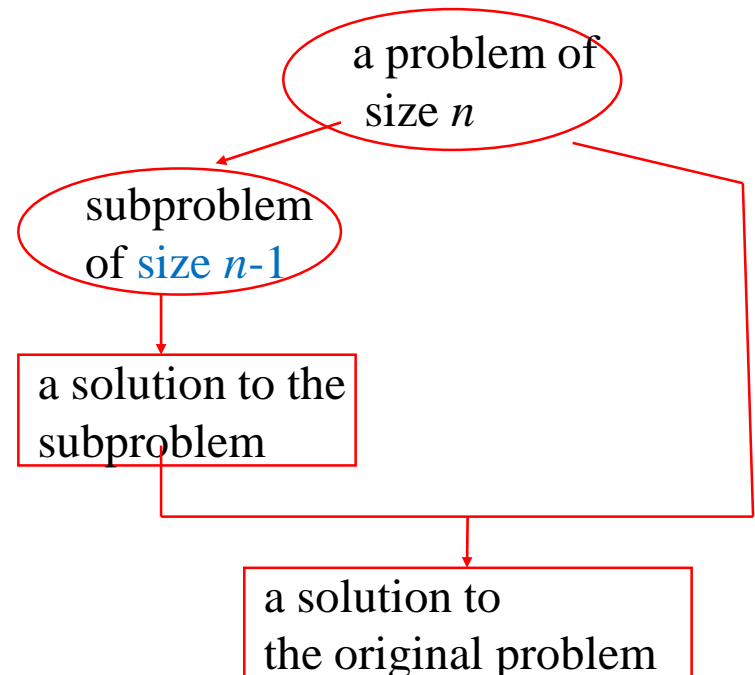 a problem of
size n
subproblem
of size n-1
a solution to the
subproblem
a solution to
the original problem